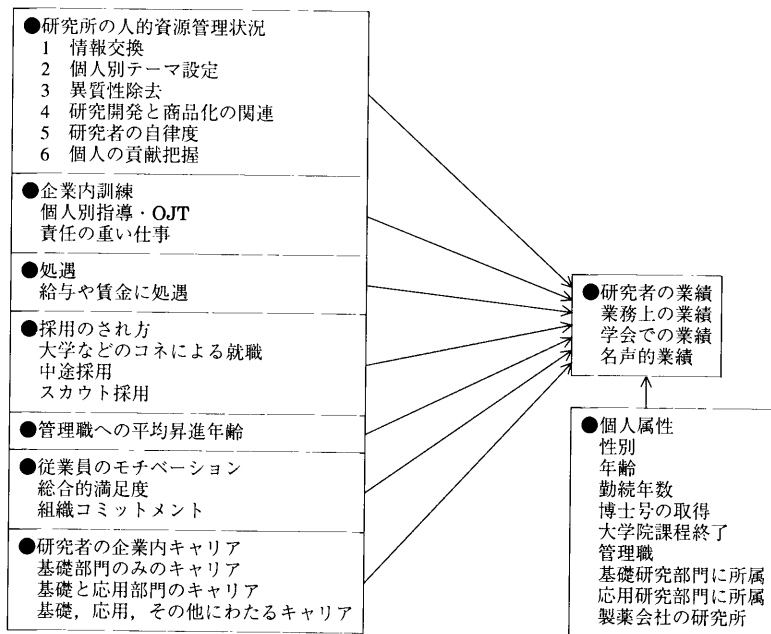 ●研究所の人的資源管理状況
1 情報交換
2 個人別テーマ設定
3 異質性除去
4 研究開発と商品化の関連
5 研究者の自律度
6 個人の貢献把握
●企業内訓練
個人別指導・OJT
責任の重い仕事
●処遇
給与や賃金に処遇
●採用のされ方
大学などのコネによる就職
中途採用
スカウト採用
●管理職への平均昇進年齢
●従業員のモチベーション
総合的満足度
組織コミットメント
●研究者の企業内キャリア
基礎部門のみのキャリア
基礎と応用部門のキャリア
基礎，応用，その他にわたるキャリア
●研究者の業績
業務上の業績
学会での業績
名声的業績
●個人属性
性別
年齢
勤続年数
博士号の取得
大学院課程終了
管理職
基礎研究部門に所属
応用研究部門に所属
製薬会社の研究所